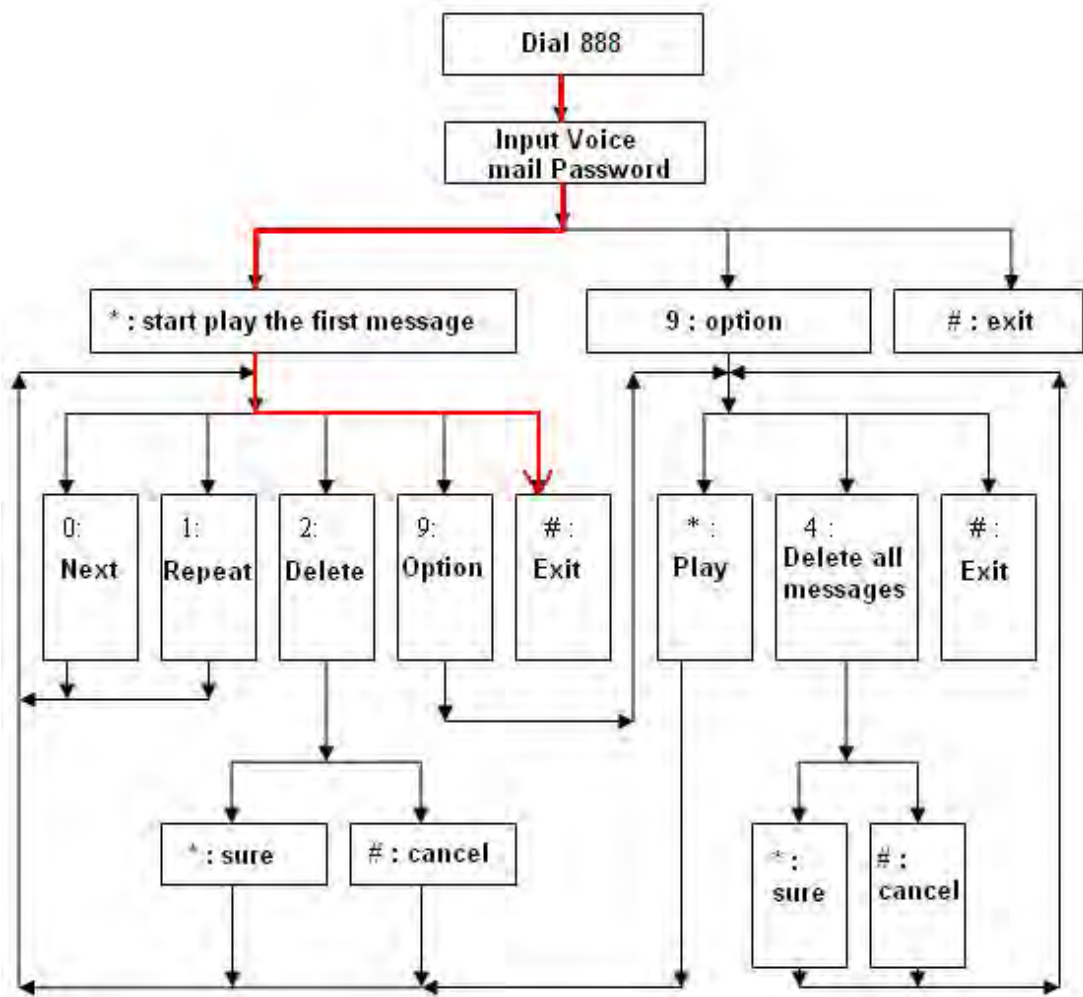 Dial 888
Input Voice
mail Password
* : start play the first message
9 : option
# : exit
0:
Next
1:
Repeat
2:
Delete
9:
Option
# :
Exit
* :
Play
4 :
Delete all
messages
#:
Exit
* : sure
# : cancel
* :
sure
# :
cancel